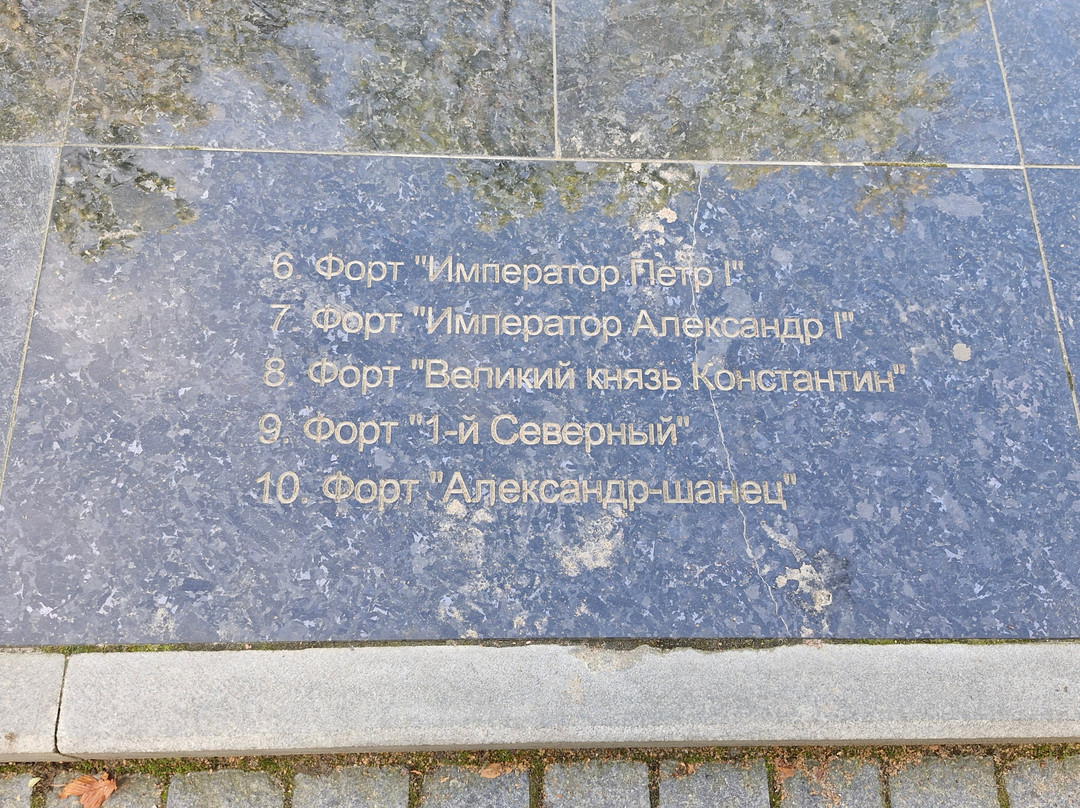 6 Форт "Император Петр I"
7. Форт "Император Александр I"
8. Форт "Великий князь Константин"
9. Форт "1-й Северный"
10. Форт "Александр-шанец"